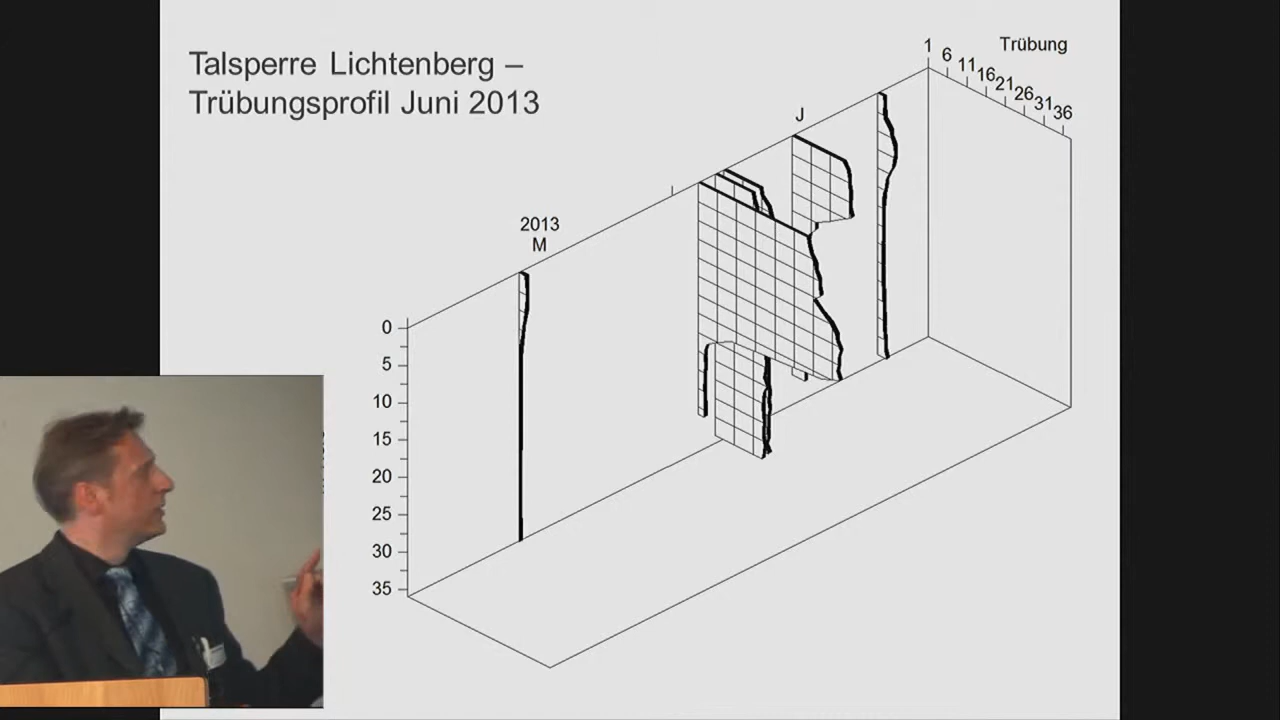 Talsperre Lichtenberg –
Trübungsprofil Juni 2013
Trübung
1 6 11 16 21 26 31 36
J
2013
M
0
5
10
15
20
25
30
35